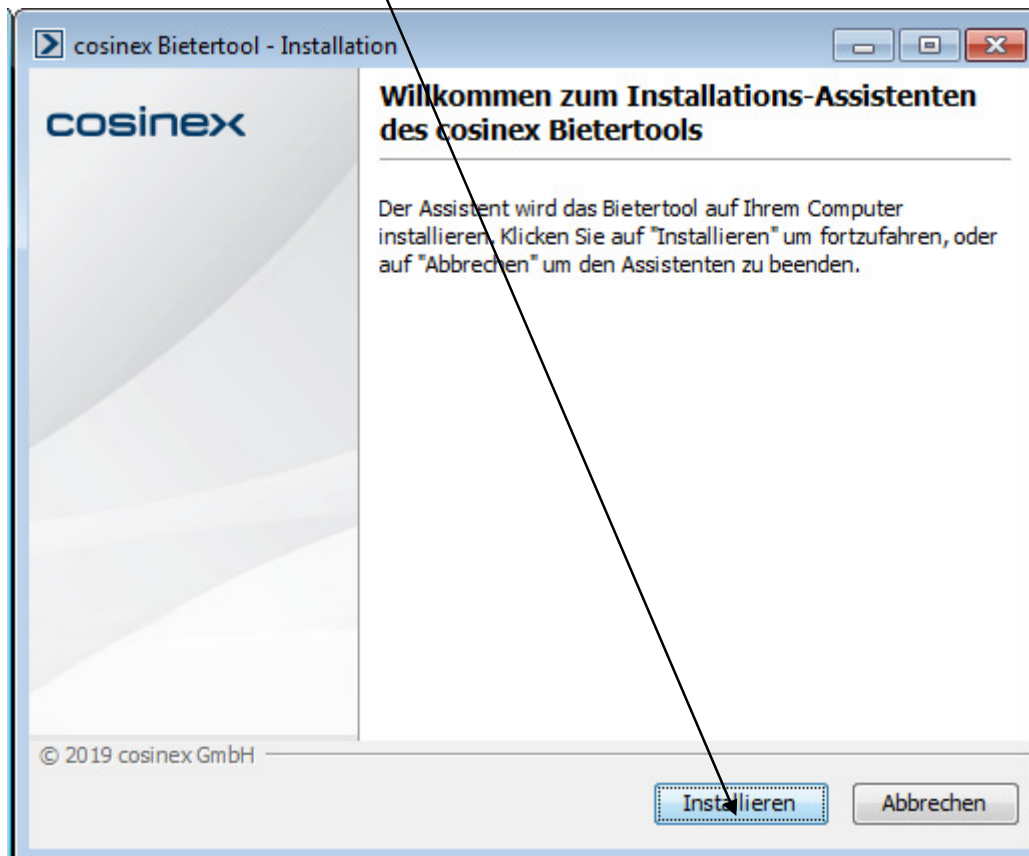 cosinex Bietertool - Installation
cosinex
Willkommen zum Installations-Assistenten
des cosinex Bietertools
Der Assistent wird das Bietertool auf Ihrem Computer
installieren. Klicken Sie auf "Installieren" um fortzufahren, oder
auf "Abbrechen" um den Assistenten zu beenden.
© 2019 cosinex GmbH
Installieren
Abbrechen